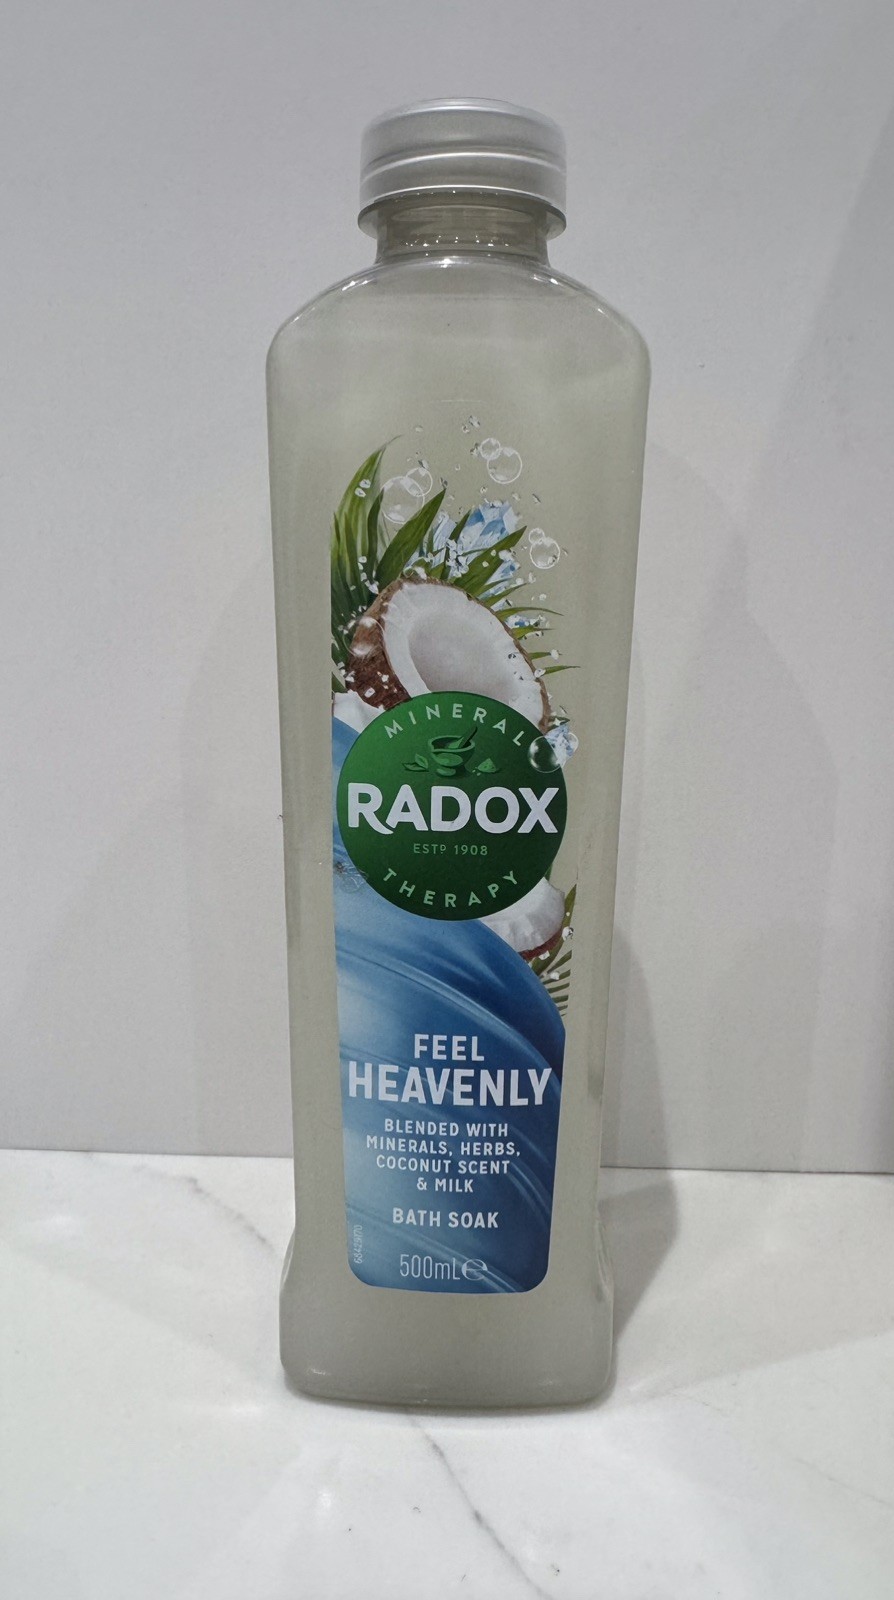 MINERAL
RADOX
ESTD 1908
THERAPY
FEEL
HEAVENLY
BLENDED WITH
MINERALS, HERBS,
COCONUT SCENT
& MILK
BATH SOAK
500mL℮